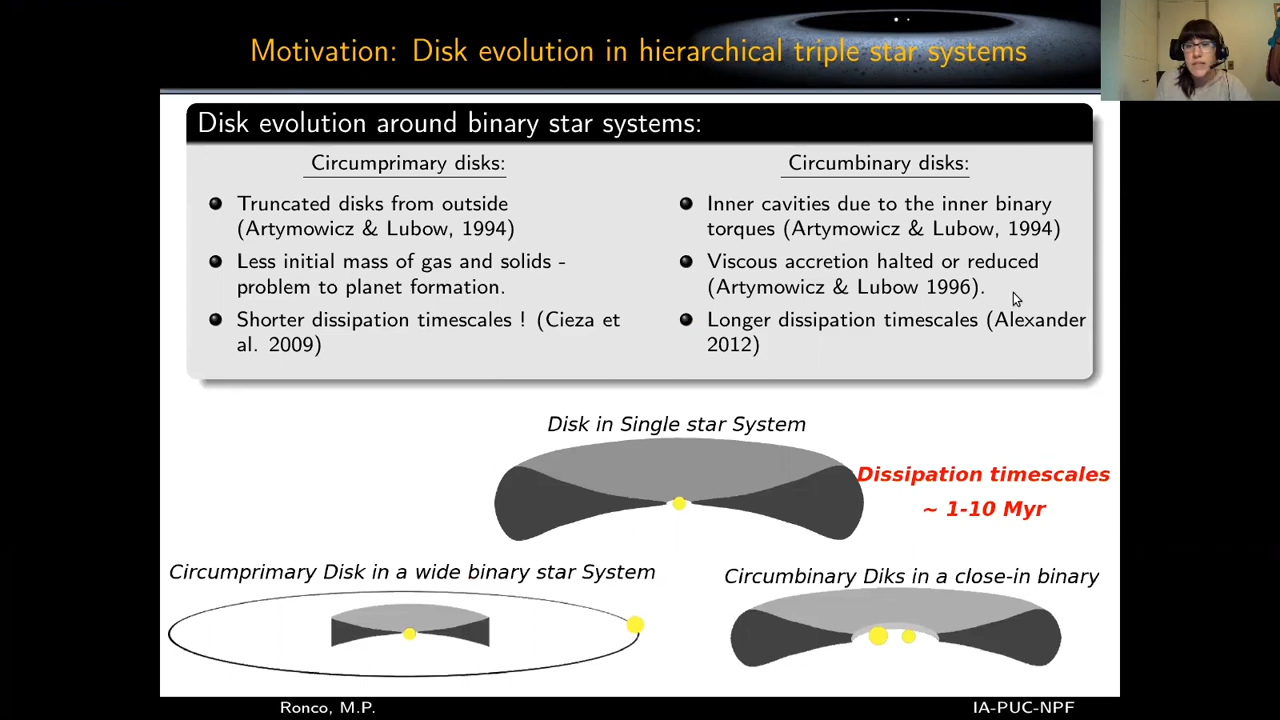 Motivation: Disk evolution in hierarchical triple star systems
Disk evolution around binary star systems:
Circumprimary disks:
Truncated disks from outside
(Artymowicz & Lubow, 1994)
Less initial mass of gas and solids -
problem to planet formation.
Shorter dissipation timescales ! (Cieza et
al. 2009)
Circumbinary disks:
Inner cavities due to the inner binary
torques (Artymowicz & Lubow, 1994)
Viscous accretion halted or reduced
(Artymowicz & Lubow 1996).
Longer dissipation timescales (Alexander
2012)
Disk in Single star System
Dissipation timescales
~ 1-10 Myr
Circumprimary Disk in a wide binary star System
Circumbinary Diks in a close-in binary
Ronco, M.P.
IA-PUC-NPF